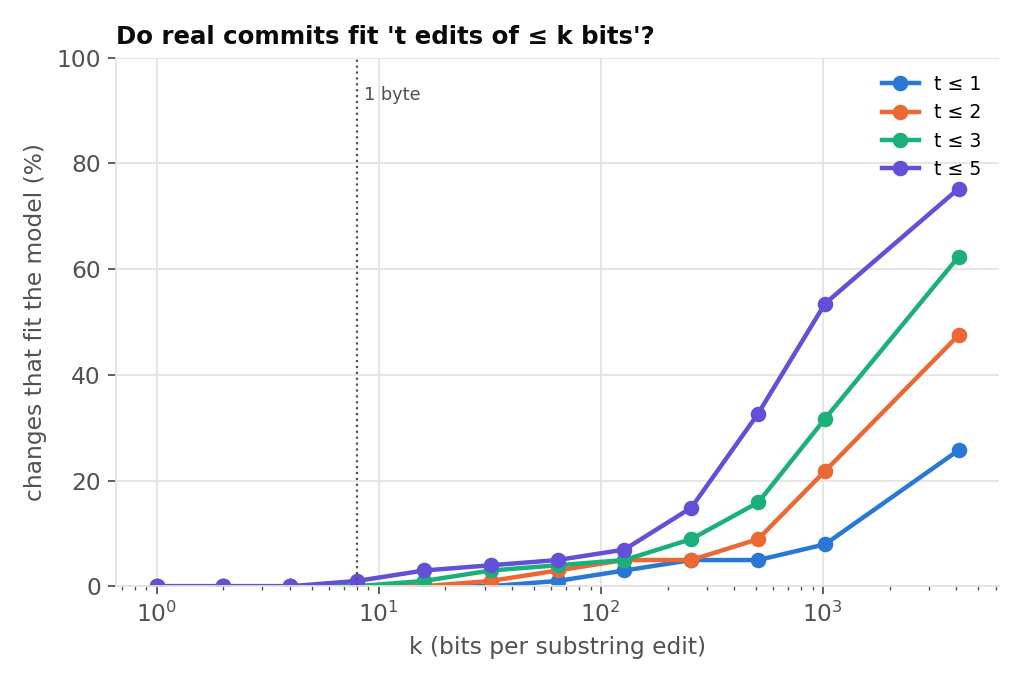 Do real commits fit 't edits of ≤ k bits'?
changes that fit the model (%)
100
80
60
40
20
0
1 byte
t ≤ 1
t ≤ 2
t ≤ 3
t ≤ 5
10⁰
10¹
10²
10³
k (bits per substring edit)